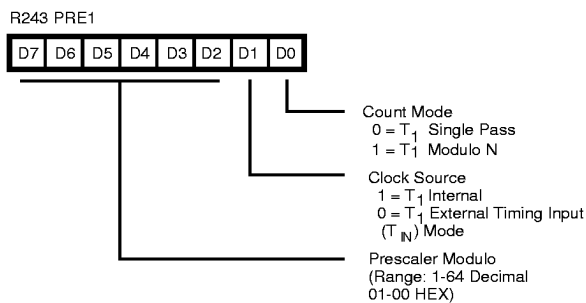 R243 PRE1
D7 D6 D5 D4 D3 D2 D1 D0
Count Mode
0 = T1 Single Pass
1 = T1 Modulo N
Clock Source
1 = T1 Internal
0 = T1 External Timing Input
(TIN) Mode
Prescaler Modulo
(Range: 1-64 Decimal
01-00 HEX)